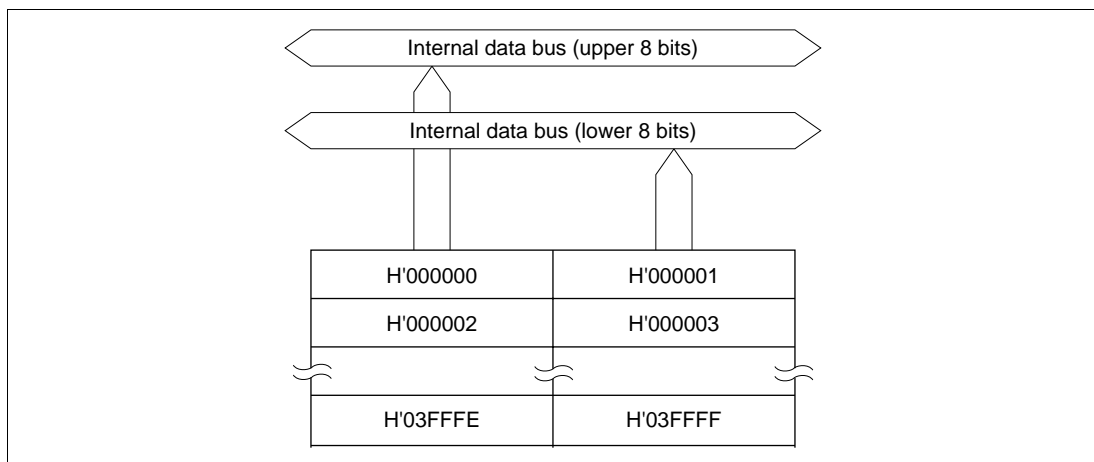 Internal data bus (upper 8 bits)
Internal data bus (lower 8 bits)
H'000000 H'000001
H'000002 H'000003
H'03FFFE H'03FFFF